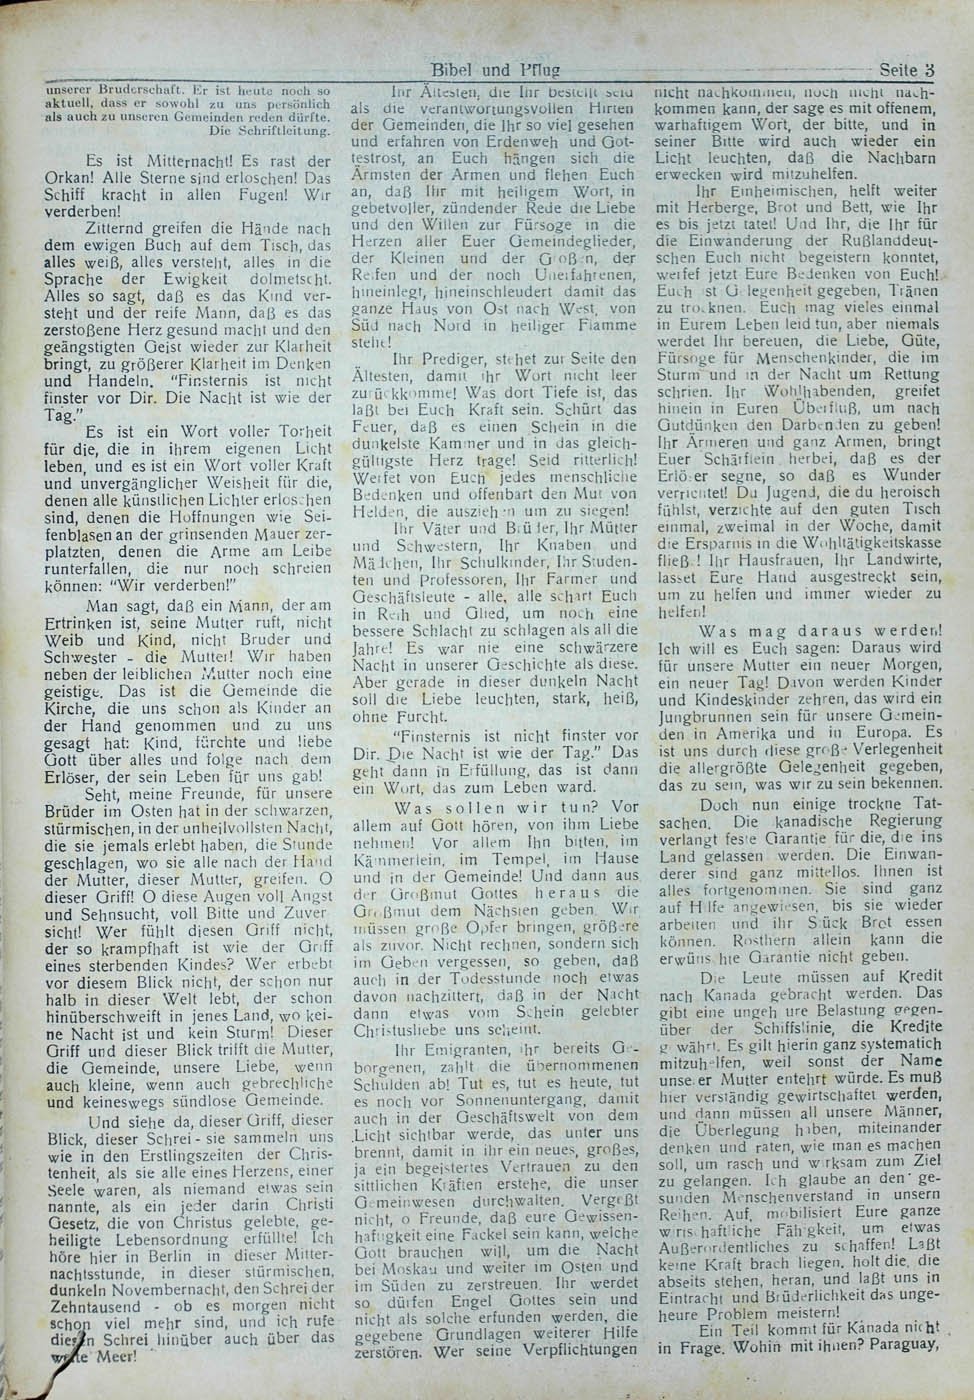 Bibel und Pflug
Seite 3
unserer Bruderschaft. Er ist heute noch so
aktuell, dass er sowohl zu uns persönlich
als auch zu unseren Gemeinden reden dürfte.
Die Schriftleitung.
Es ist Mitternacht! Es rast der
Orkan! Alle Sterne sind erloschen! Das
Schiff kracht in allen Fugen! Wir
verderben!
Zitternd greifen die Hände nach
dem ewigen Buch auf dem Tisch, das
alles weiß, alles versteht, alles in die
Sprache der Ewigkeit dolmetscht.
Alles so sagt, daß es das Kind ver-
steht und der reife Mann, daß es das
zerstoßene Herz gesund macht und den
geängstigten Geist wieder zur Klarheit
bringt, zu größerer Klarheit im Denken
und Handeln. "Finsternis ist nicht
finster vor Dir. Die Nacht ist wie der
Tag."
Es ist ein Wort voller Torheit
für die, die in ihrem eigenen Licht
leben, und es ist ein Wort voller Kraft
und unvergänglicher Weisheit für die,
denen alle künstlichen Lichter erloschen
sind, denen die Hoffnungen wie Sei-
fenblasen an der grinsenden Mauer zer-
platzten, denen die Arme am Leibe
runterfallen, die nur noch schreien
können: "Wir verderben!"
Man sagt, daß ein Mann, der am
Ertrinken ist, seine Mutter ruft, nicht
Weib und Kind, nicht Bruder und
Schwester - die Mutter! Wir haben
neben der leiblichen Mutter noch eine
geistige. Das ist die Gemeinde die
Kirche, die uns schon als Kinder an
der Hand genommen und zu uns
gesagt hat: Kind, fürchte und liebe
Gott über alles und folge nach dem
Erlöser, der sein Leben für uns gab!
Seht, meine Freunde, für unsere
Brüder im Osten hat in der schwarzen,
stürmischen, in der unheilvollsten Nacht,
die sie jemals erlebt haben, die Stunde
geschlagen, wo sie alle nach der Hand
der Mutter, dieser Mutter, greifen. O
dieser Griff! O diese Augen voll Angst
und Sehnsucht, voll Bitte und Zuver
sicht! Wer fühlt diesen Griff nicht,
der so krampfhaft ist wie der Griff
eines sterbenden Kindes? Wer erbebt
vor diesem Blick nicht, der schon nur
halb in dieser Welt lebt, der schon
hinüberschweift in jenes Land, wo kei-
ne Nacht ist und kein Sturm! Dieser
Griff und dieser Blick trifft die Mutter,
die Gemeinde, unsere Liebe, wenn
auch kleine, wenn auch gebrechliche
und keineswegs sündlose Gemeinde.
Und siehe da, dieser Griff, dieser
Blick, dieser Schrei - sie sammeln uns
wie in den Erstlingszeiten der Chris-
tenheit, als sie alle eines Herzens, einer
Seele waren, als niemand etwas sein
nannte, als ein jeder darin Christi
Gesetz, die von Christus gelebte, ge-
heiligte Lebensordnung erfüllte! Ich
höre hier in Berlin in dieser Mitter-
nachtsstunde, in dieser stürmischen,
dunkeln Novembernacht, den Schrei der
Zehntausend - ob es morgen nicht
schon viel mehr sind, und ich rufe
diesen Schrei hinüber auch über das
weite Meer!
Ihr Ältesten, die Ihr bestellt seid
als die verantwortungsvollen Hirten
der Gemeinden, die Ihr so viel gesehen
und erfahren von Erdenweh und Got-
testrost, an Euch hängen sich die
Ärmsten der Armen und flehen Euch
an, daß Ihr mit heiligem Wort, in
gebetvoller, zündender Rede die Liebe
und den Willen zur Fürsoge in die
Herzen aller Euer Gemeindeglieder,
der Kleinen und der Großen, der
Reifen und der noch Unerfahrenen,
hineinlegt, hineinschleudert damit das
ganze Haus von Ost nach West, von
Süd nach Nord in heiliger Flamme
stehe!
Ihr Prediger, stehet zur Seite den
Ältesten, damit ihr Wort nicht leer
zurückkomme! Was dort Tiefe ist, das
laßt bei Euch Kraft sein. Schürt das
Feuer, daß es einen Schein in die
dunkelste Kammer und in das gleich-
gültigste Herz trage! Seid ritterlich!
Werfet von Euch jedes menschliche
Bedenken und offenbart den Mut von
Helden, die ausziehen um zu siegen!
Ihr Väter und Brüder, Ihr Mütter
und Schwestern, Ihr Knaben und
Mädchen, Ihr Schulkinder, Ihr Studen-
ten und Professoren, Ihr Farmer und
Geschäftsleute - alle, alle schart Euch
in Reih und Glied, um noch eine
bessere Schlacht zu schlagen als all die
Jahre! Es war nie eine schwärzere
Nacht in unserer Geschichte als diese.
Aber gerade in dieser dunkeln Nacht
soll die Liebe leuchten, stark, heiß,
ohne Furcht.
"Finsternis ist nicht finster vor
Dir. Die Nacht ist wie der Tag." Das
geht dann in Erfüllung, das ist dann
ein Wort, das zum Leben ward.
Was sollen wir tun? Vor
allem auf Gott hören, von ihm Liebe
nehmen! Vor allem Ihn bitten, im
Kämmerlein, im Tempel, im Hause
und in der Gemeinde! Und dann aus
der Großmut Gottes heraus die
Großmut dem Nächsten geben. Wir
müssen große Opfer bringen, größere
als zuvor. Nicht rechnen, sondern sich
im Geben vergessen, so geben, daß
auch in der Todesstunde noch etwas
davon nachzittert, daß in der Nacht
dann etwas vom Schein gelebter
Christusliebe uns scheint.
Ihr Emigranten, ihr bereits Ge-
borgenen, zahlt die übernommenen
Schulden ab! Tut es, tut es heute, tut
es noch vor Sonnenuntergang, damit
auch in der Geschäftswelt von dem
Licht sichtbar werde, das unter uns
brennt, damit in ihr ein neues, großes,
ja ein begeistertes Vertrauen zu den
sittlichen Kräften erstehe, die unser
Gemeinwesen durchwalten. Vergeßt
nicht, o Freunde, daß eure Gewissen-
haftigkeit eine Fackel sein kann, welche
Gott brauchen will, um die Nacht
bei Moskau und weiter im Osten und
im Süden zu zerstreuen. Ihr werdet
so dürfen Engel Gottes sein und
nicht als solche erfunden werden, die
gegebene Grundlagen weiterer Hilfe
zerstören. Wer seine Verpflichtungen
nicht nachkommen, noch nicht nach-
kommen kann, der sage es mit offenem,
warhaftigem Wort, der bitte, und in
seiner Bitte wird auch wieder ein
Licht leuchten, daß die Nachbarn
erwecken wird mitzuhelfen.
Ihr Einheimischen, helft weiter
mit Herberge, Brot und Bett, wie Ihr
es bis jetzt tatet! Und Ihr, die Ihr für
die Einwanderung der Rußlanddeut-
schen Euch nicht begeistern konntet,
werfet jetzt Eure Bedenken von Euch!
Euch ist Gelegenheit gegeben, Tränen
zu trocknen. Euch mag vieles einmal
in Eurem Leben leid tun, aber niemals
werdet Ihr bereuen, die Liebe, Güte,
Fürsoge für Menschenkinder, die im
Sturm und in der Nacht um Rettung
schrien. Ihr Wohlhabenden, greifet
hinein in Euren Überfluß, um nach
Gutdünken den Darbenden zu geben!
Ihr Ärmeren und ganz Armen, bringt
Euer Schärflein herbei, daß es der
Erlöser segne, so daß es Wunder
verrichtet! Du Jugend, die du heroisch
fühlst, verzichte auf den guten Tisch
einmal, zweimal in der Woche, damit
die Ersparnis in die Wohltätigkeitskasse
fließe! Ihr Hausfrauen, Ihr Landwirte,
lasset Eure Hand ausgestreckt sein,
um zu helfen und immer wieder zu
helfen!
Was mag daraus werden!
Ich will es Euch sagen: Daraus wird
für unsere Mutter ein neuer Morgen,
ein neuer Tag! Davon werden Kinder
und Kindeskinder zehren, das wird ein
Jungbrunnen sein für unsere Gemein-
den in Amerika und in Europa. Es
ist uns durch diese große Verlegenheit
die allergrößte Gelegenheit gegeben,
das zu sein, was wir zu sein bekennen.
Doch nun einige trockne Tat-
sachen. Die kanadische Regierung
verlangt feste Garantie für die, die ins
Land gelassen werden. Die Einwan-
derer sind ganz mittellos. Ihnen ist
alles fortgenommen. Sie sind ganz
auf Hilfe angewiesen, bis sie wieder
arbeiten und ihr Stück Brot essen
können. Rosthern allein kann die
erwünschte Garantie nicht geben.
Die Leute müssen auf Kredit
nach Kanada gebracht werden. Das
gibt eine ungeheure Belastung gegen-
über der Schiffslinie, die Kredite
gewährt. Es gilt hierin ganz systematich
mitzuhelfen, weil sonst der Name
unserer Mutter entehrt würde. Es muß
hier verständig gewirtschaftet werden,
und dann müssen all unsere Männer,
die Überlegung haben, miteinander
denken und raten, wie man es machen
soll, um rasch und wirksam zum Ziel
zu gelangen. Ich glaube an den ge-
sunden Menschenverstand in unsern
Reihen. Auf, mobilisiert Eure ganze
wirtschaftliche Fähigkeit, um etwas
Außerordentliches zu schaffen! Laßt
keine Kraft brach liegen, holt die, die
abseits stehen, heran, und laßt uns in
Eintracht und Brüderlichkeit das unge-
heure Problem meistern!
Ein Teil kommt für Kanada nicht
in Frage. Wohin mit ihnen? Paraguay,